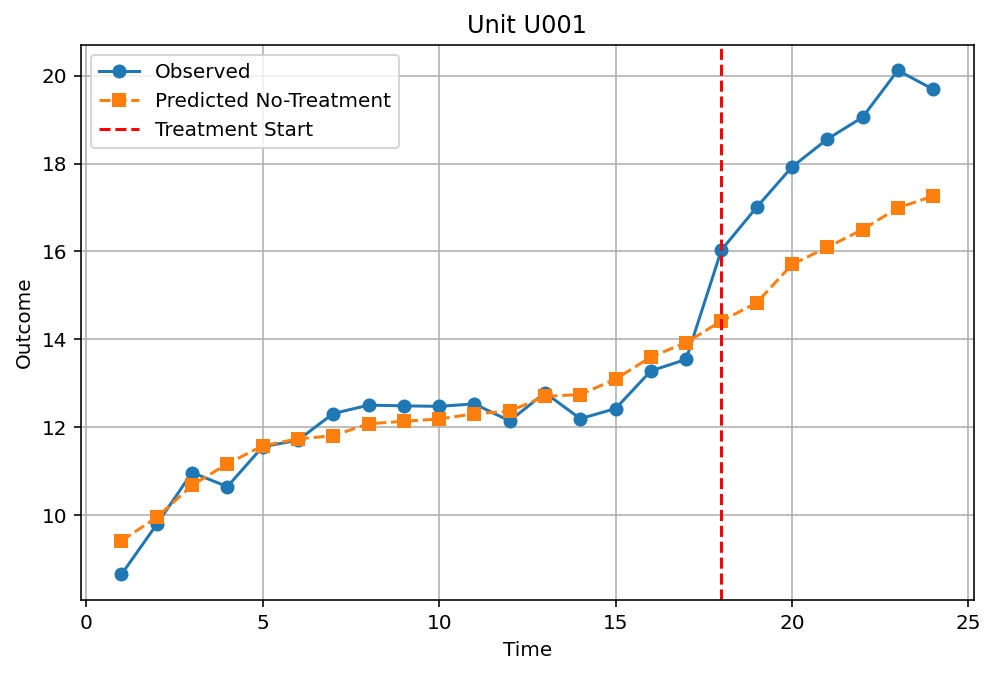 Unit U001
Observed
Predicted No-Treatment
Treatment Start
20
18
16
14
12
10
0 5 10 15 20 25
Outcome
Time